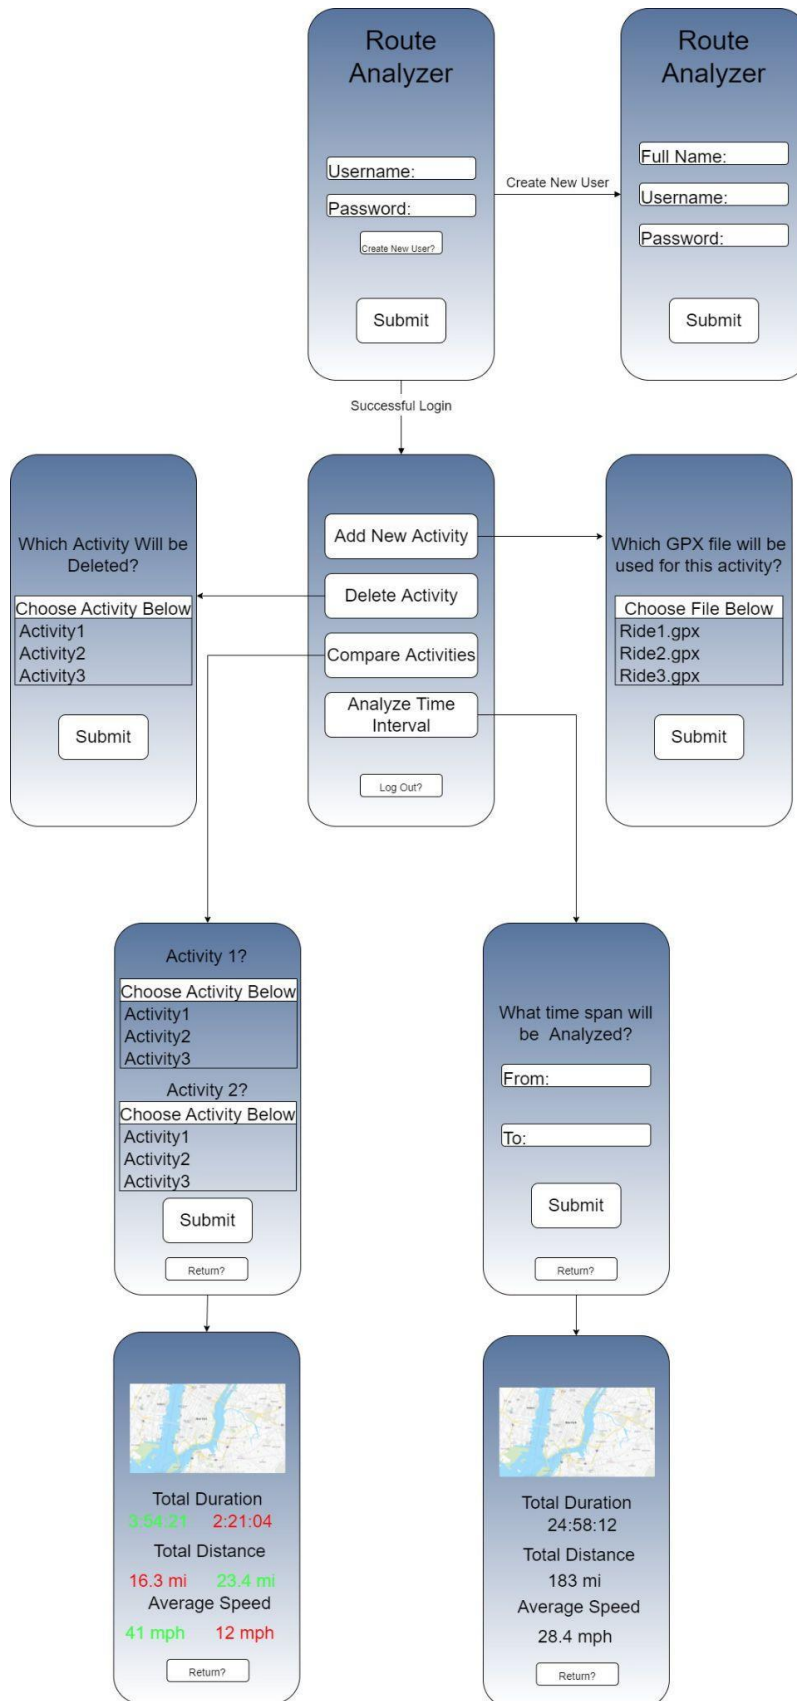 Route
Analyzer
Username:
Password:
Create New User?
Submit
Create New User
Route
Analyzer
Full Name:
Username:
Password:
Submit
Successful Login
Which Activity Will be
Deleted?
Choose Activity Below
Activity1
Activity2
Activity3
Submit
Add New Activity
Delete Activity
Compare Activities
Analyze Time
Interval
Log Out?
Which GPX file will be
used for this activity?
Choose File Below
Ride1.gpx
Ride2.gpx
Ride3.gpx
Submit
Activity 1?
Choose Activity Below
Activity1
Activity2
Activity3
Activity 2?
Choose Activity Below
Activity1
Activity2
Activity3
Submit
Return?
What time span will
be Analyzed?
From:
To:
Submit
Return?
Total Duration
3:54:21 2:21:04
Total Distance
16.3 mi 23.4 mi
Average Speed
41 mph 12 mph
Return?
Total Duration
24:58:12
Total Distance
183 mi
Average Speed
28.4 mph
Return?